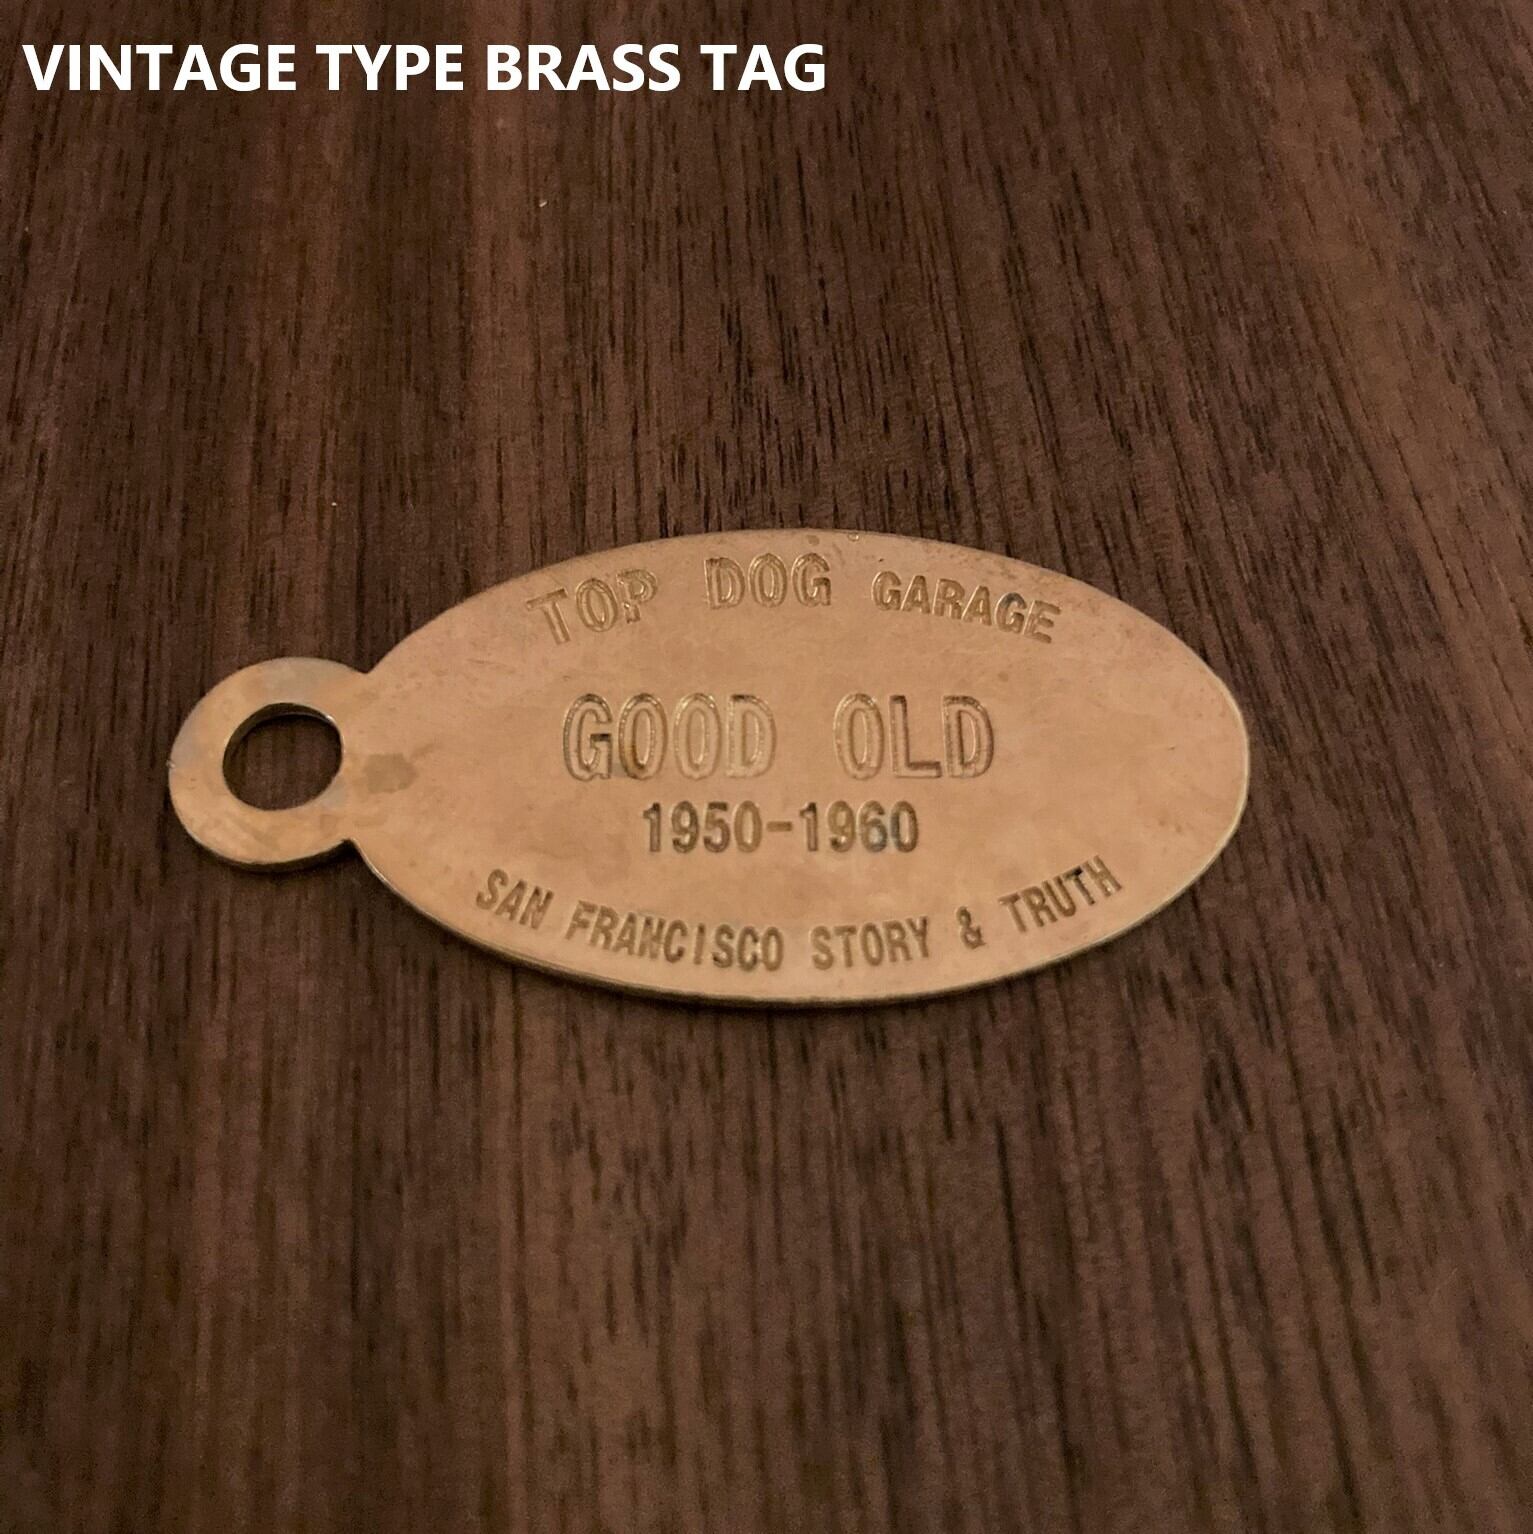 VINTAGE TYPE BRASS TAG
TOP DOG GARAGE
GOOD OLD
1950-1960
SAN FRANCISCO STORY & TRUTH